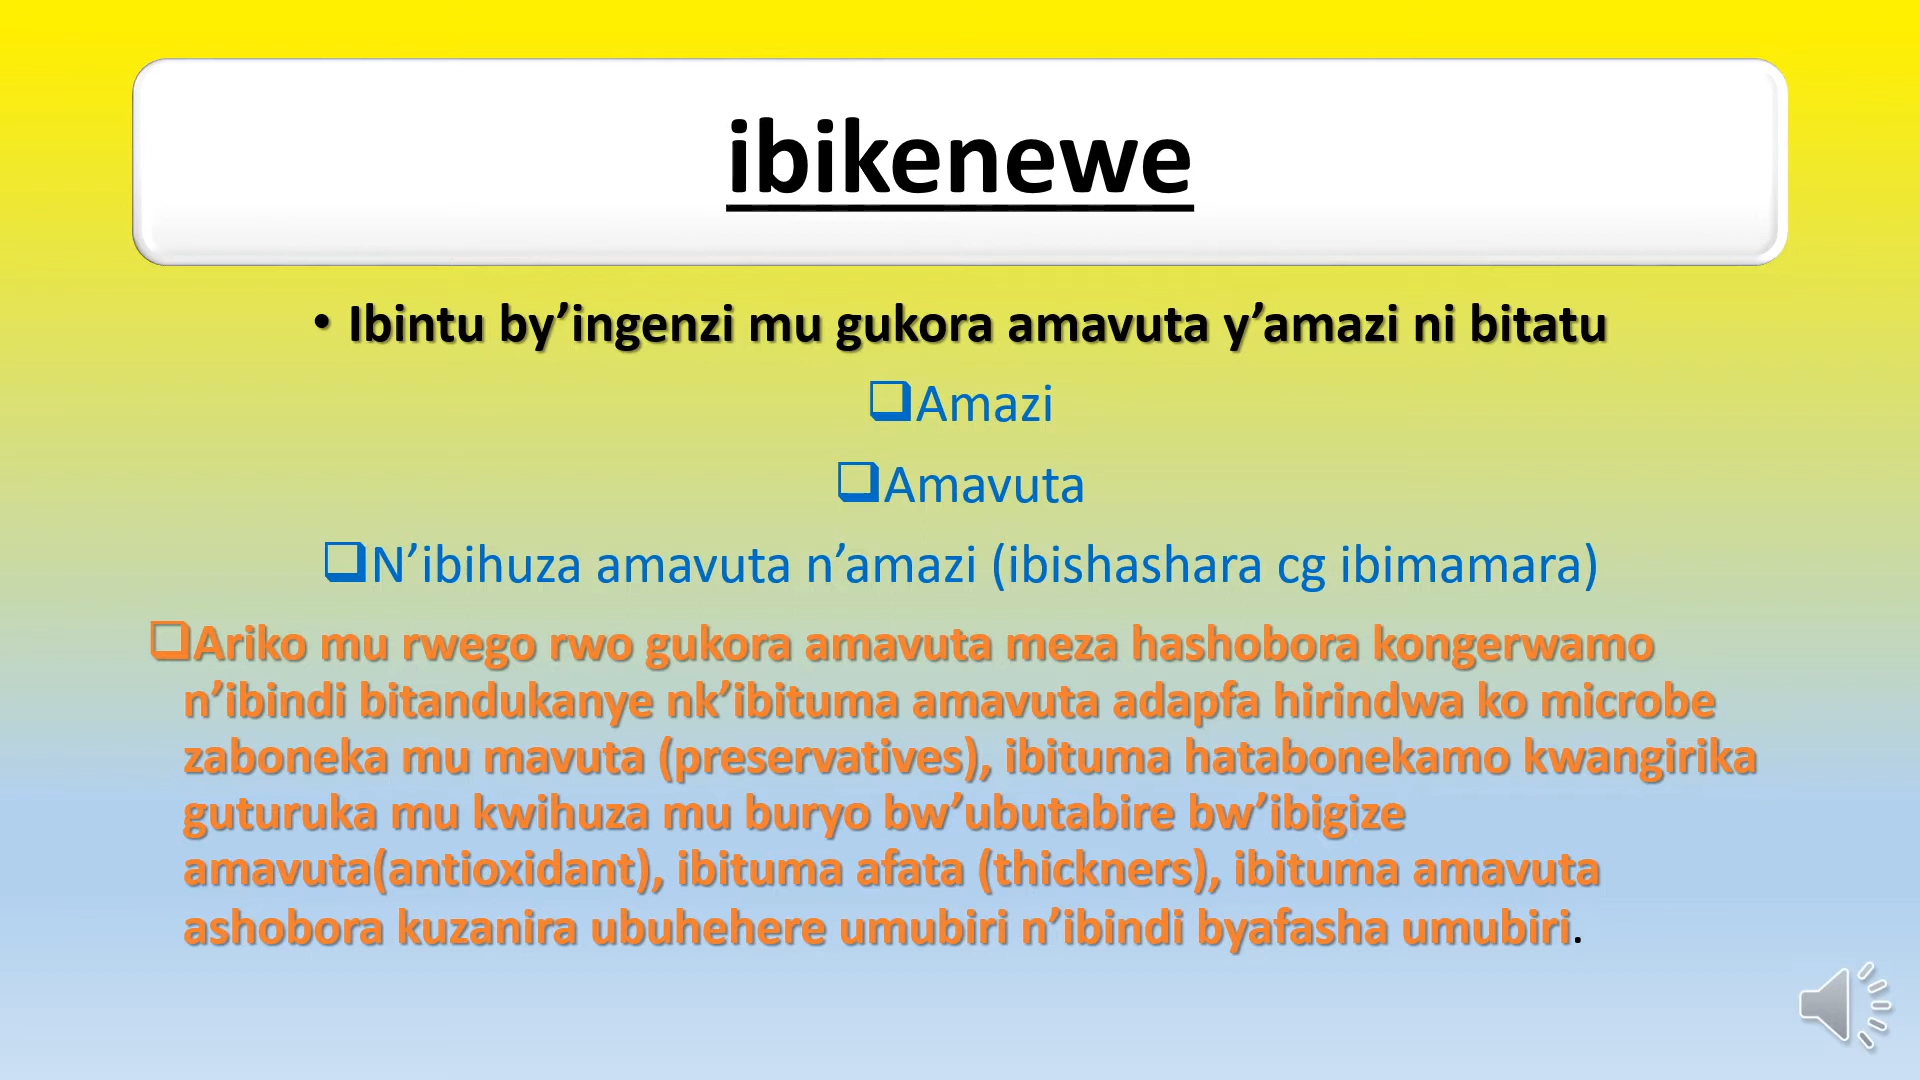 ibikenewe
• Ibintu by’ingenzi mu gukora amavuta y’amazi ni bitatu
❑Amazi
❑Amavuta
❑N’ibihuza amavuta n’amazi (ibishashara cg ibimamara)
❑Ariko mu rwego rwo gukora amavuta meza hashobora kongerwamo
n’ibindi bitandukanye nk’ibituma amavuta adapfa hirindwa ko microbe
zaboneka mu mavuta (preservatives), ibituma hatabonekamo kwangirika
guturuka mu kwihuza mu buryo bw’ubutabire bw’ibigize
amavuta(antioxidant), ibituma afata (thickners), ibituma amavuta
ashobora kuzanira ubuhehere umubiri n’ibindi byafasha umubiri.